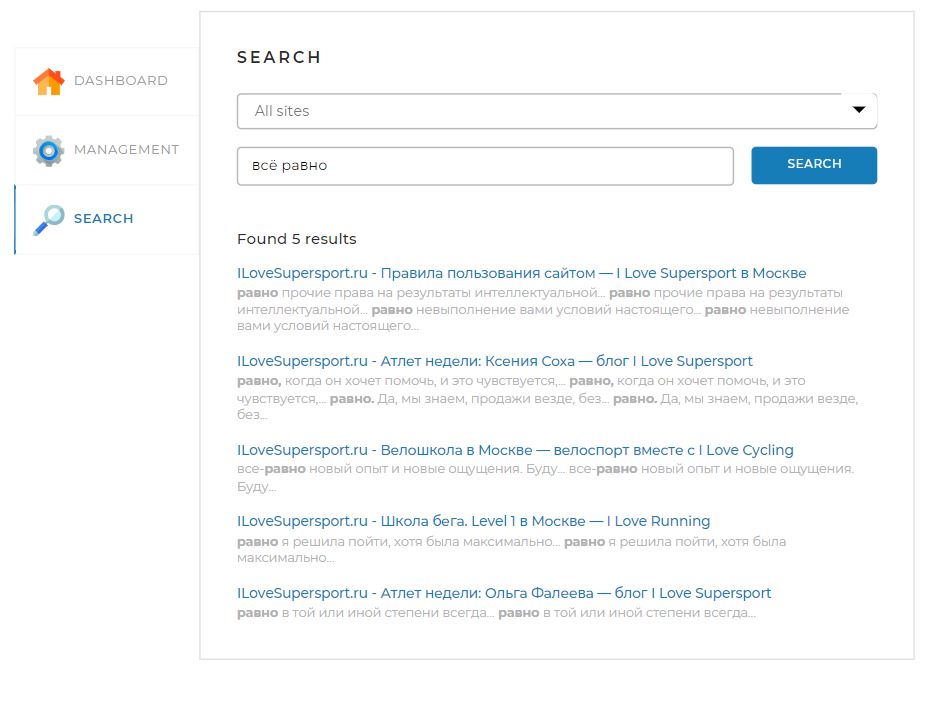 SEARCH
All sites
DASHBOARD
MANAGEMENT
SEARCH
всё равно
SEARCH
Found 5 results
ILoveSupersport.ru - Правила пользования сайтом — I Love Supersport в Москве
равно прочие права на результаты интеллектуальной... равно прочие права на результаты
интеллектуальной... равно невыполнение вами условий настоящего... равно невыполнение
вами условий настоящего...
ILoveSupersport.ru - Атлет недели: Ксения Соха — блог I Love Supersport
равно, когда он хочет помочь, и это чувствуется,... равно, когда он хочет помочь, и это
чувствуется,... равно. Да, мы знаем, продажи везде, без... равно. Да, мы знаем, продажи везде,
без...
ILoveSupersport.ru - Велошкола в Москве — велоспорт вместе с I Love Cycling
все-равно новый опыт и новые ощущения. Буду... все-равно новый опыт и новые ощущения.
Буду...
ILoveSupersport.ru - Школа бега. Level 1 в Москве — I Love Running
равно я решила пойти, хотя была максимально... равно я решила пойти, хотя была
максимально...
ILoveSupersport.ru - Атлет недели: Ольга Фалеева — блог I Love Supersport
равно в той или иной степени всегда... равно в той или иной степени всегда...